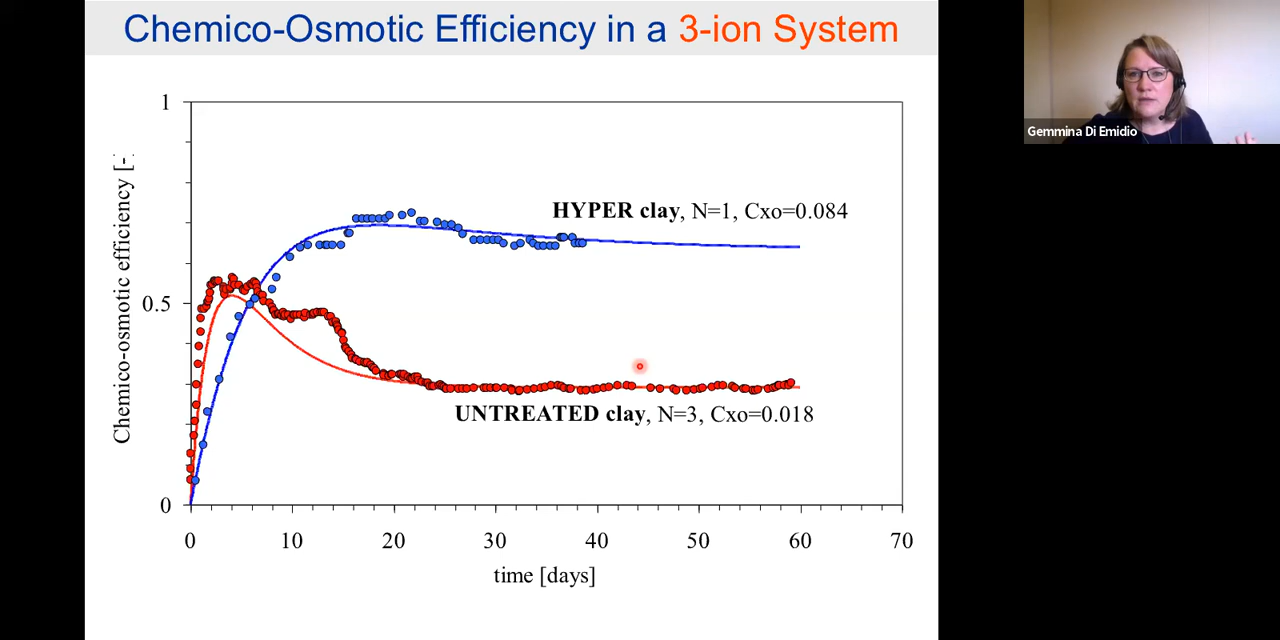 Chemico-Osmotic Efficiency in a 3-ion System
Gemmina Di Emidio
Chemico-osmotic efficiency [-]
1
0.5
0
HYPER clay, N=1, Cxo=0.084
UNTREATED clay, N=3, Cxo=0.018
0 10 20 30 40 50 60 70
time [days]